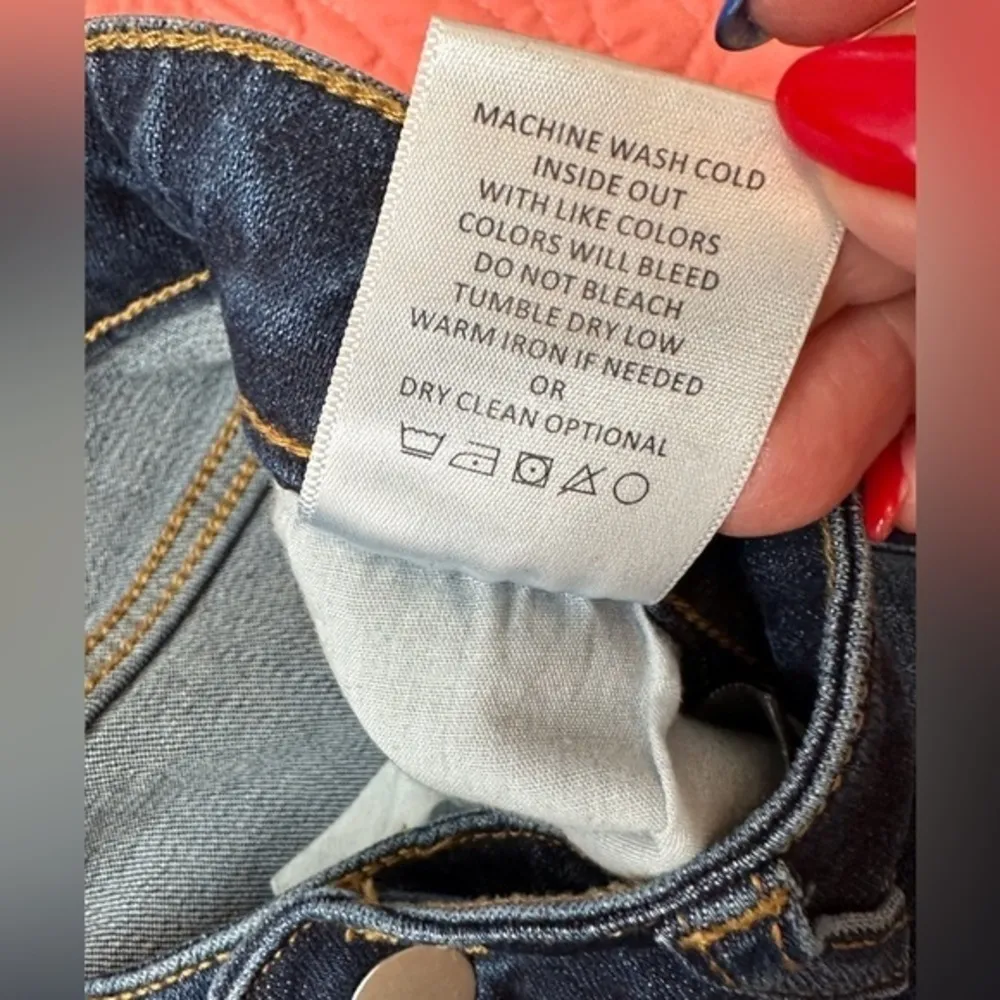 MACHINE WASH COLD
INSIDE OUT
WITH LIKE COLORS
COLORS WILL BLEED
DO NOT BLEACH
TUMBLE DRY LOW
WARM IRON IF NEEDED
OR
DRY CLEAN OPTIONAL